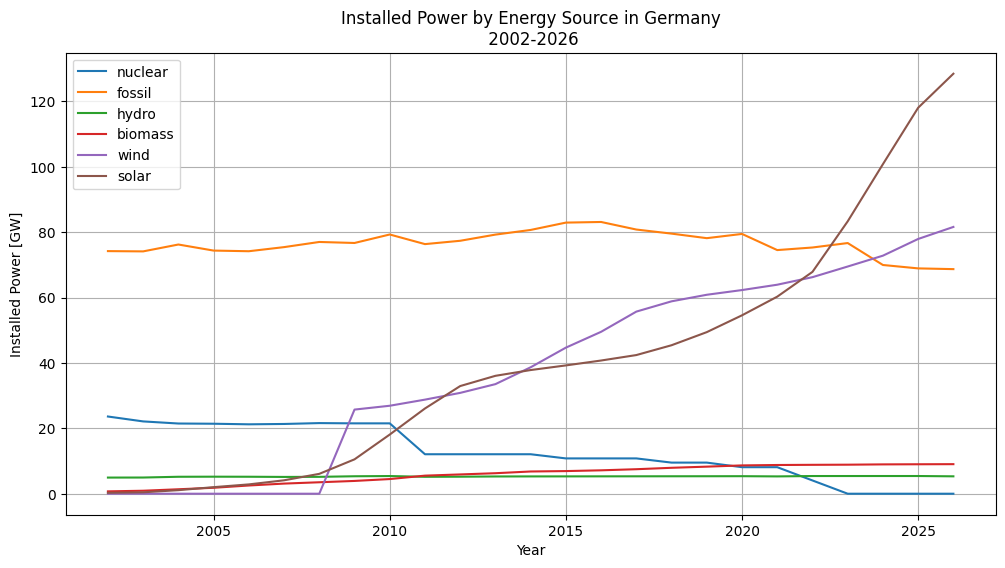 Installed Power by Energy Source in Germany
2002-2026
nuclear
fossil
hydro
biomass
wind
solar
Installed Power [GW]
120
100
80
60
40
20
0
2005
2010
2015
2020
2025
Year